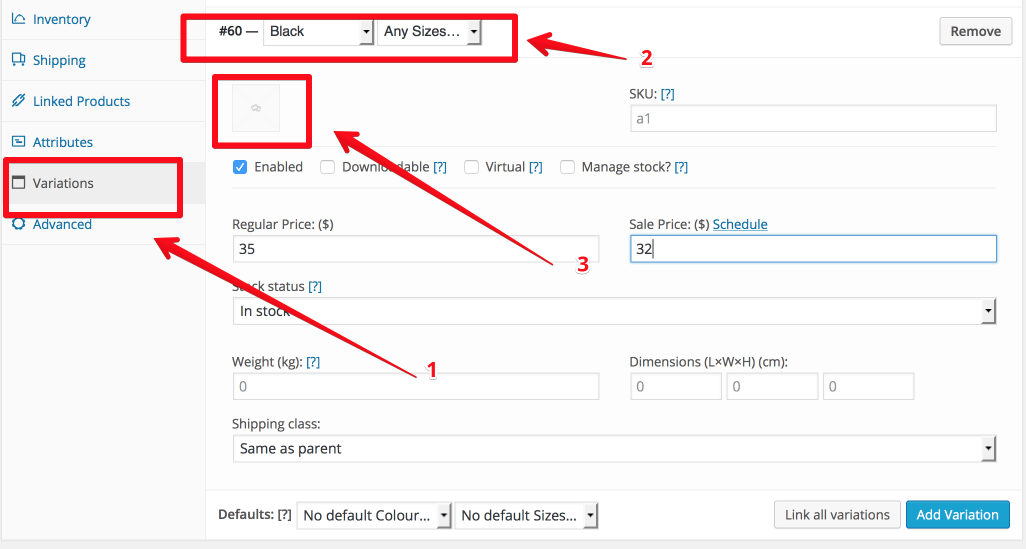 Inventory
#60 — Black Any Sizes... Remove
2
Shipping
SKU: [?]
Linked Products
a1
Attributes
Enabled Downloadable [?] Virtual [?] Manage stock? [?]
Variations
Advanced
Regular Price: ($) Sale Price: ($) Schedule
35 32
3
Stock status [?]
In stock
Weight (kg): [?] Dimensions (L×W×H) (cm):
1
0 0 0 0
Shipping class:
Same as parent
Defaults: [?] No default Colour... No default Sizes... Link all variations Add Variation